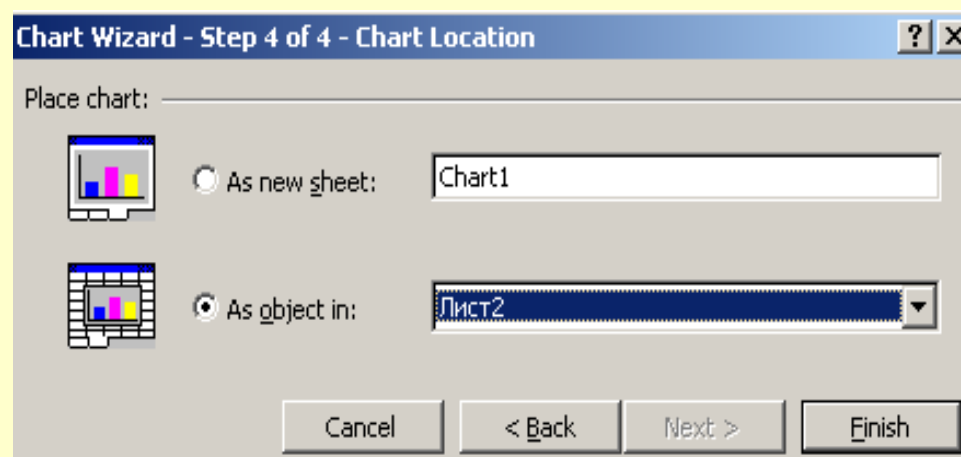 Chart Wizard - Step 4 of 4 - Chart Location
Place chart:
As new sheet: Chart1
As object in: Лист2
Cancel < Back Next > Finish